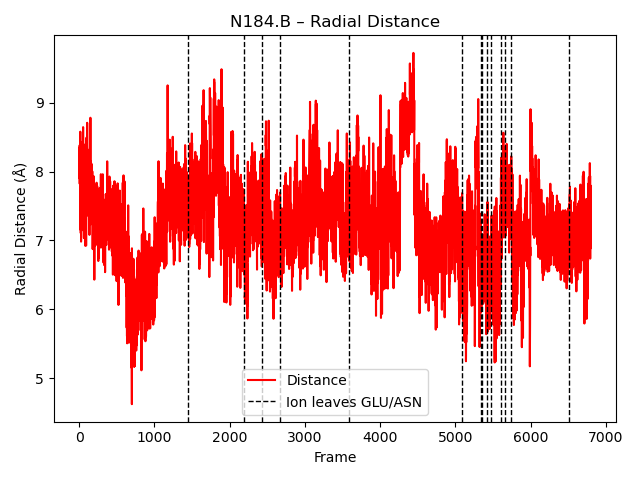 N184.B – Radial Distance
Radial Distance (Å)
9
8
7
6
5
Distance
Ion leaves GLU/ASN
0 1000 2000 3000 4000 5000 6000 7000
Frame